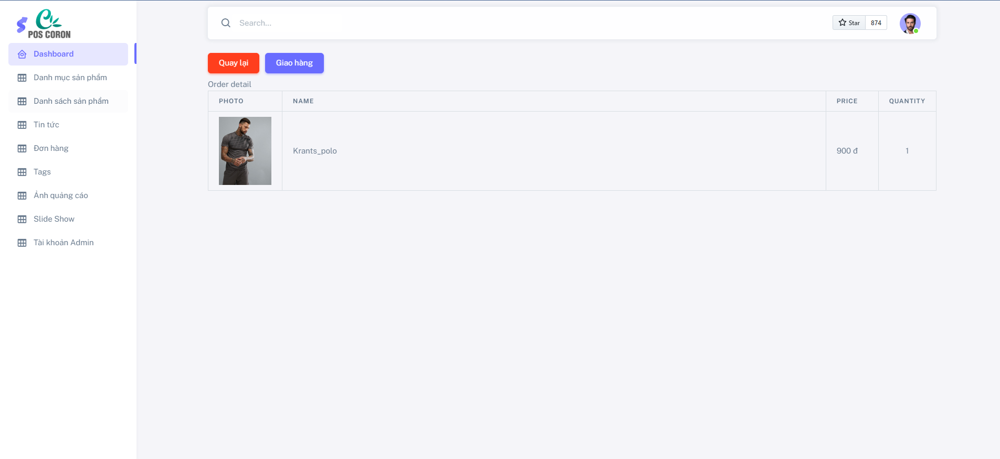 POS CORON
Dashboard
Danh mục sản phẩm
Danh sách sản phẩm
Tin tức
Đơn hàng
Tags
Ảnh quảng cáo
Slide Show
Tài khoản Admin
Search...
Star 874
Quay lại Giao hàng
Order detail
PHOTO NAME PRICE QUANTITY
Krants_polo 900 đ 1